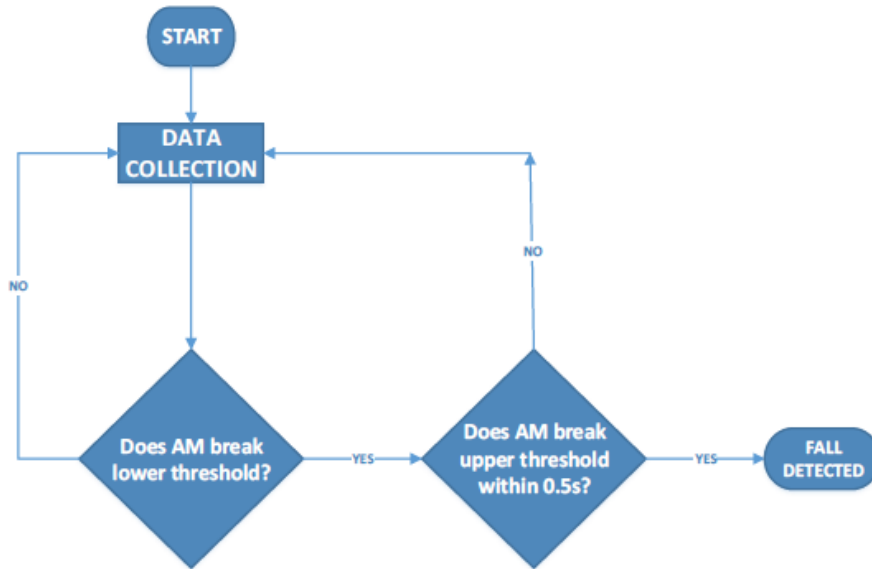 START
DATA
COLLECTION
NO
NO
Does AM break
lower threshold?
YES
Does AM break
upper threshold
within 0.5s?
YES
FALL
DETECTED